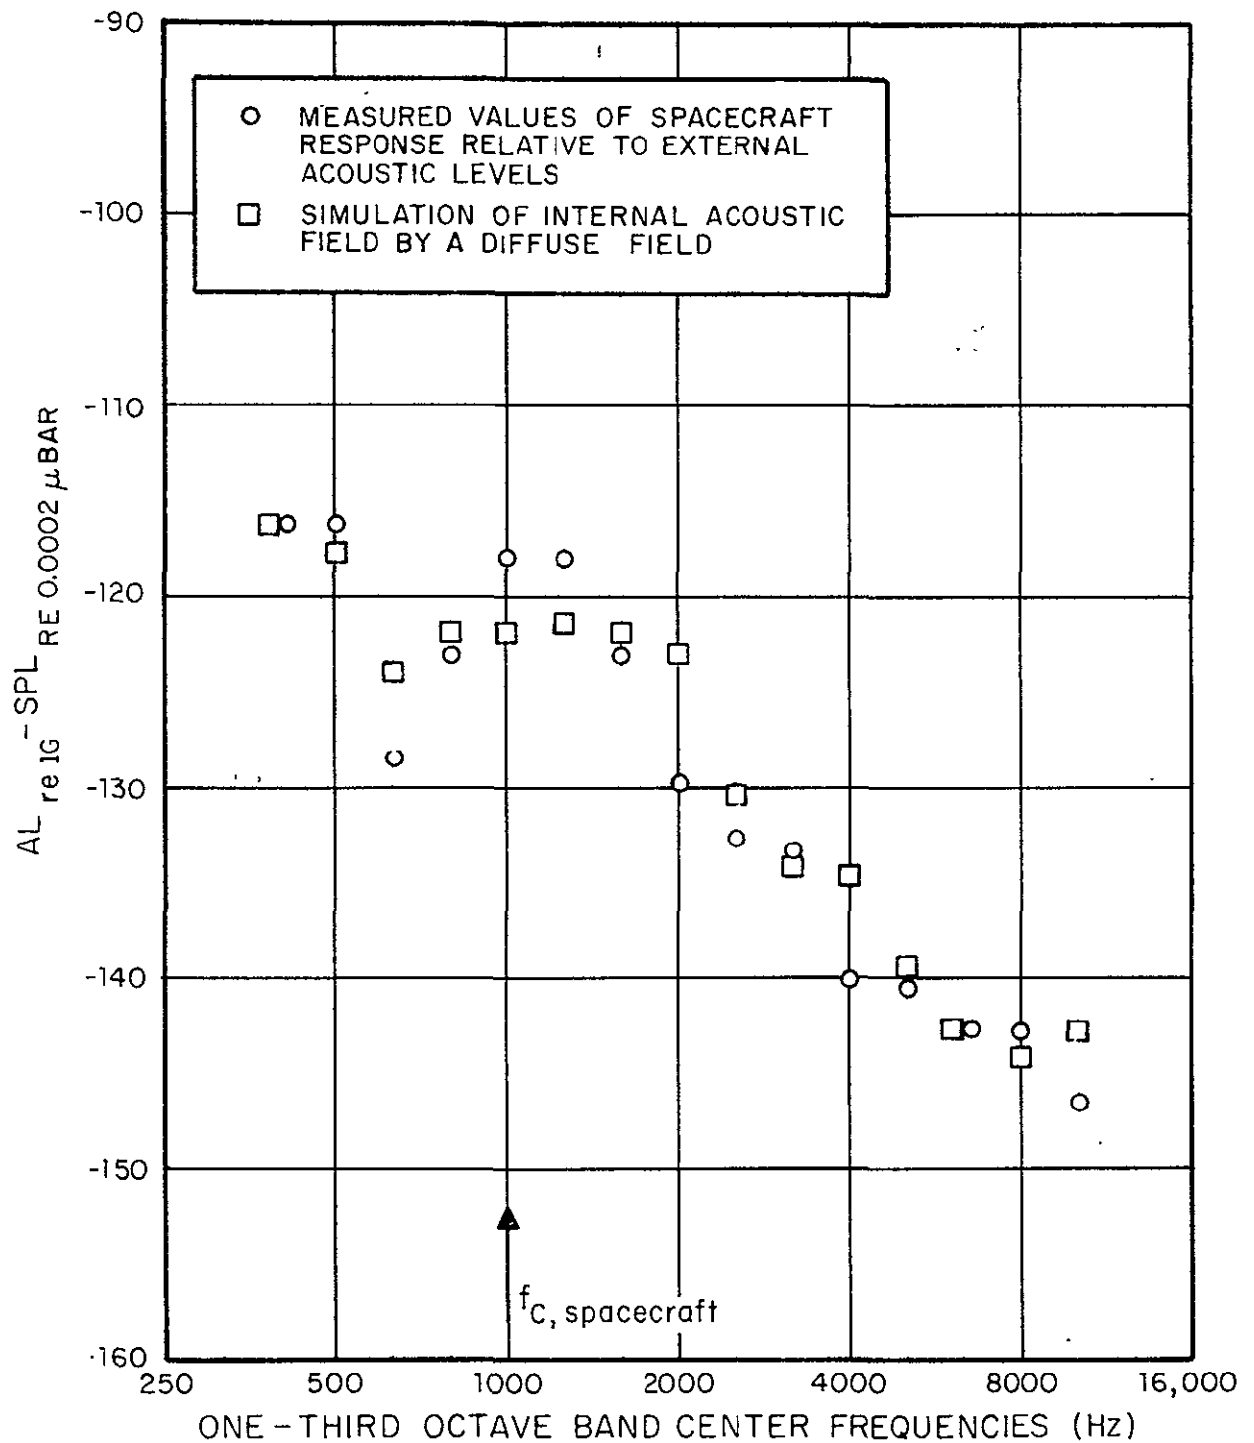 -90
-100
-110
-120
-130
-140
-150
-160
AL re 1G - SPL RE 0.0002 μBAR
MEASURED VALUES OF SPACECRAFT
RESPONSE RELATIVE TO EXTERNAL
ACOUSTIC LEVELS
SIMULATION OF INTERNAL ACOUSTIC
FIELD BY A DIFFUSE FIELD
fC, spacecraft
250 500 1000 2000 4000 8000 16,000
ONE-THIRD OCTAVE BAND CENTER FREQUENCIES (Hz)